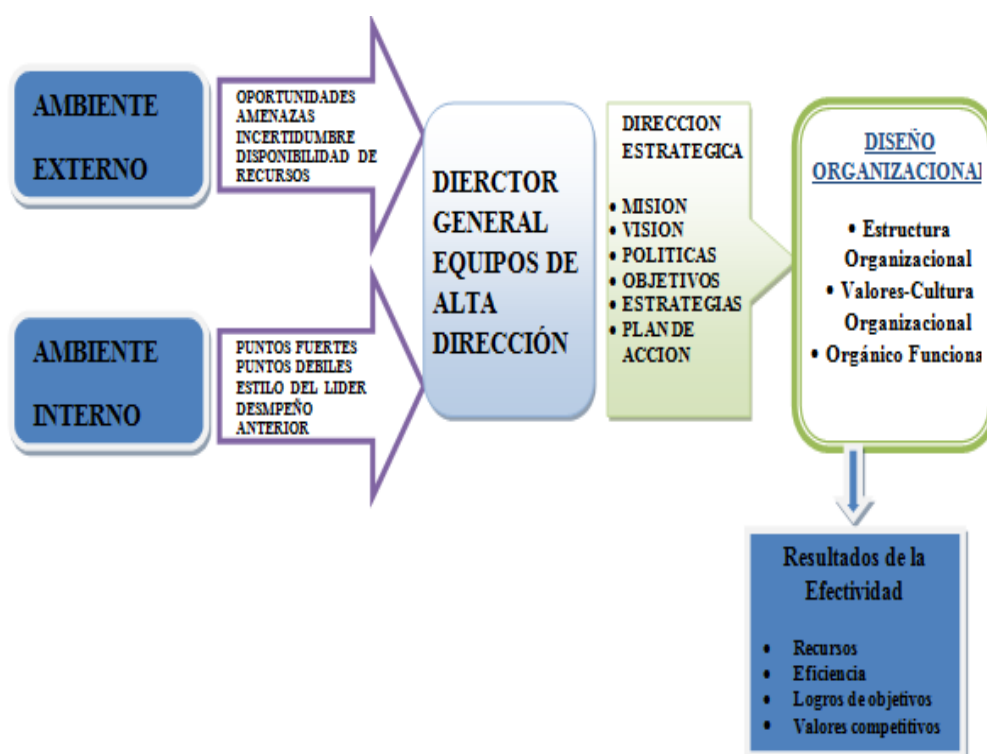 AMBIENTE
EXTERNO
OPORTUNIDADES
AMENAZAS
INCERTIDUMBRE
DISPONIBILIDAD DE
RECURSOS
AMBIENTE
INTERNO
PUNTOS FUERTES
PUNTOS DEBILES
ESTILO DEL LIDER
DESMPEÑO
ANTERIOR
DIERCTOR
GENERAL
EQUIPOS DE
ALTA
DIRECCIÓN
DIRECCION
ESTRATEGICA
• MISION
• VISION
• POLITICAS
• OBJETIVOS
• ESTRATEGIAS
• PLAN DE
ACCION
DISEÑO
ORGANIZACIONAL
• Estructura
Organizacional
• Valores-Cultura
Organizacional
• Orgánico Funciona
Resultados de la
Efectividad
• Recursos
• Eficiencia
• Logros de objetivos
• Valores competitivos